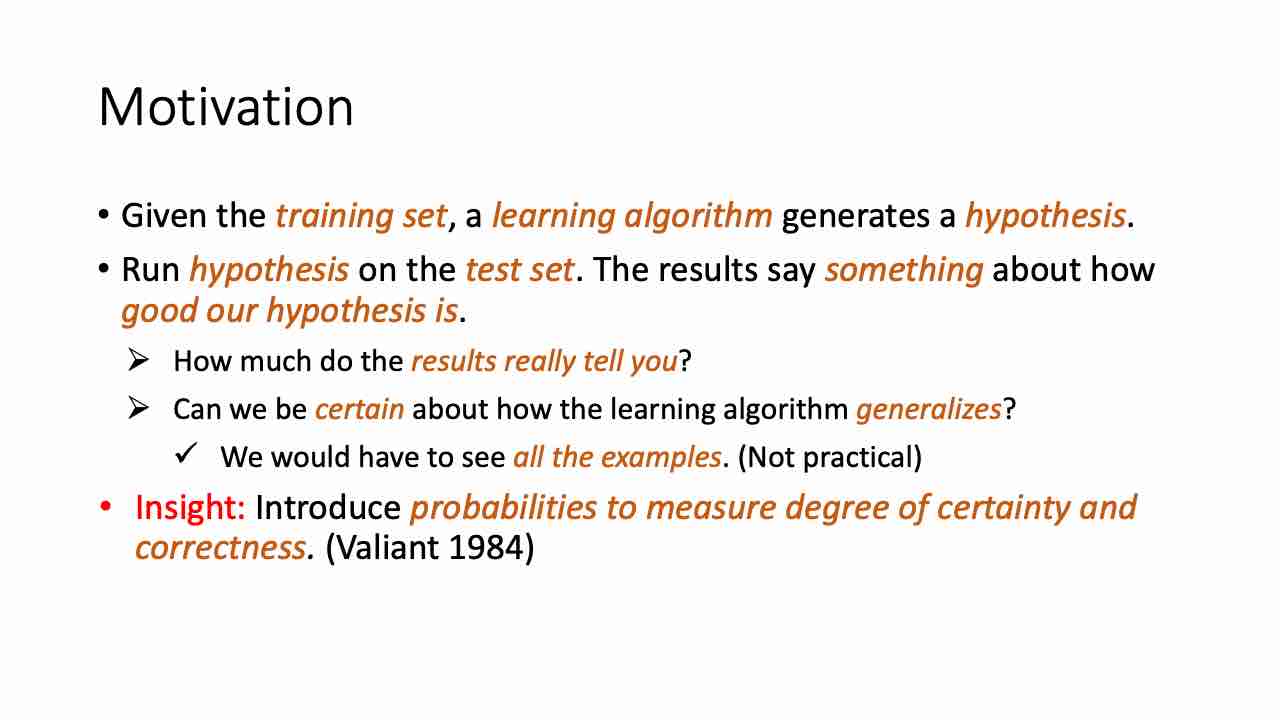 Motivation
• Given the training set, a learning algorithm generates a hypothesis.
• Run hypothesis on the test set. The results say something about how
good our hypothesis is.
➢ How much do the results really tell you?
➢ Can we be certain about how the learning algorithm generalizes?
✓ We would have to see all the examples. (Not practical)
• Insight: Introduce probabilities to measure degree of certainty and
correctness. (Valiant 1984)